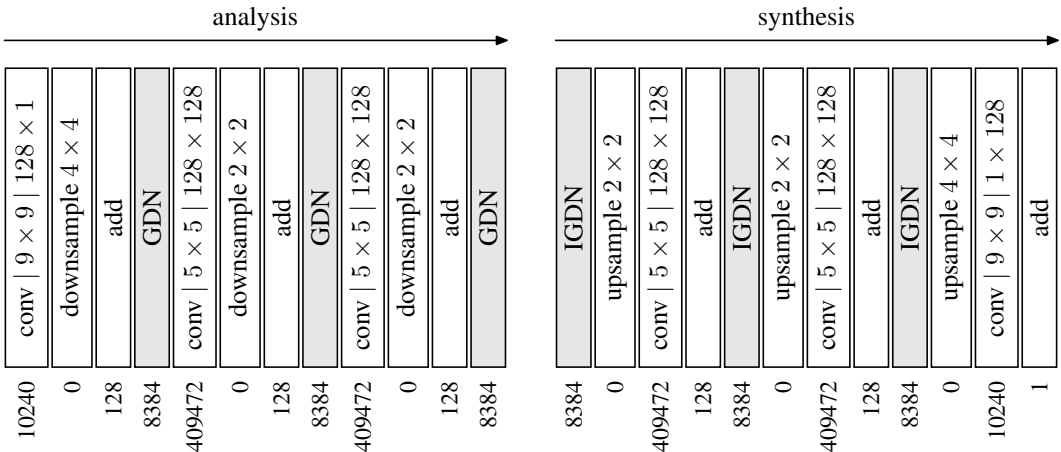 analysis
conv | 9 × 9 | 128 × 1
downsample 4 × 4
add
GDN
conv | 5 × 5 | 128 × 128
downsample 2 × 2
add
GDN
conv | 5 × 5 | 128 × 128
downsample 2 × 2
add
GDN
10240
0
128
8384
409472
0
128
8384
409472
0
128
8384
synthesis
IGDN
upsample 2 × 2
conv | 5 × 5 | 128 × 128
add
IGDN
upsample 2 × 2
conv | 5 × 5 | 128 × 128
add
IGDN
upsample 4 × 4
conv | 9 × 9 | 1 × 128
add
8384
0
409472
128
8384
0
409472
128
8384
0
10240
1